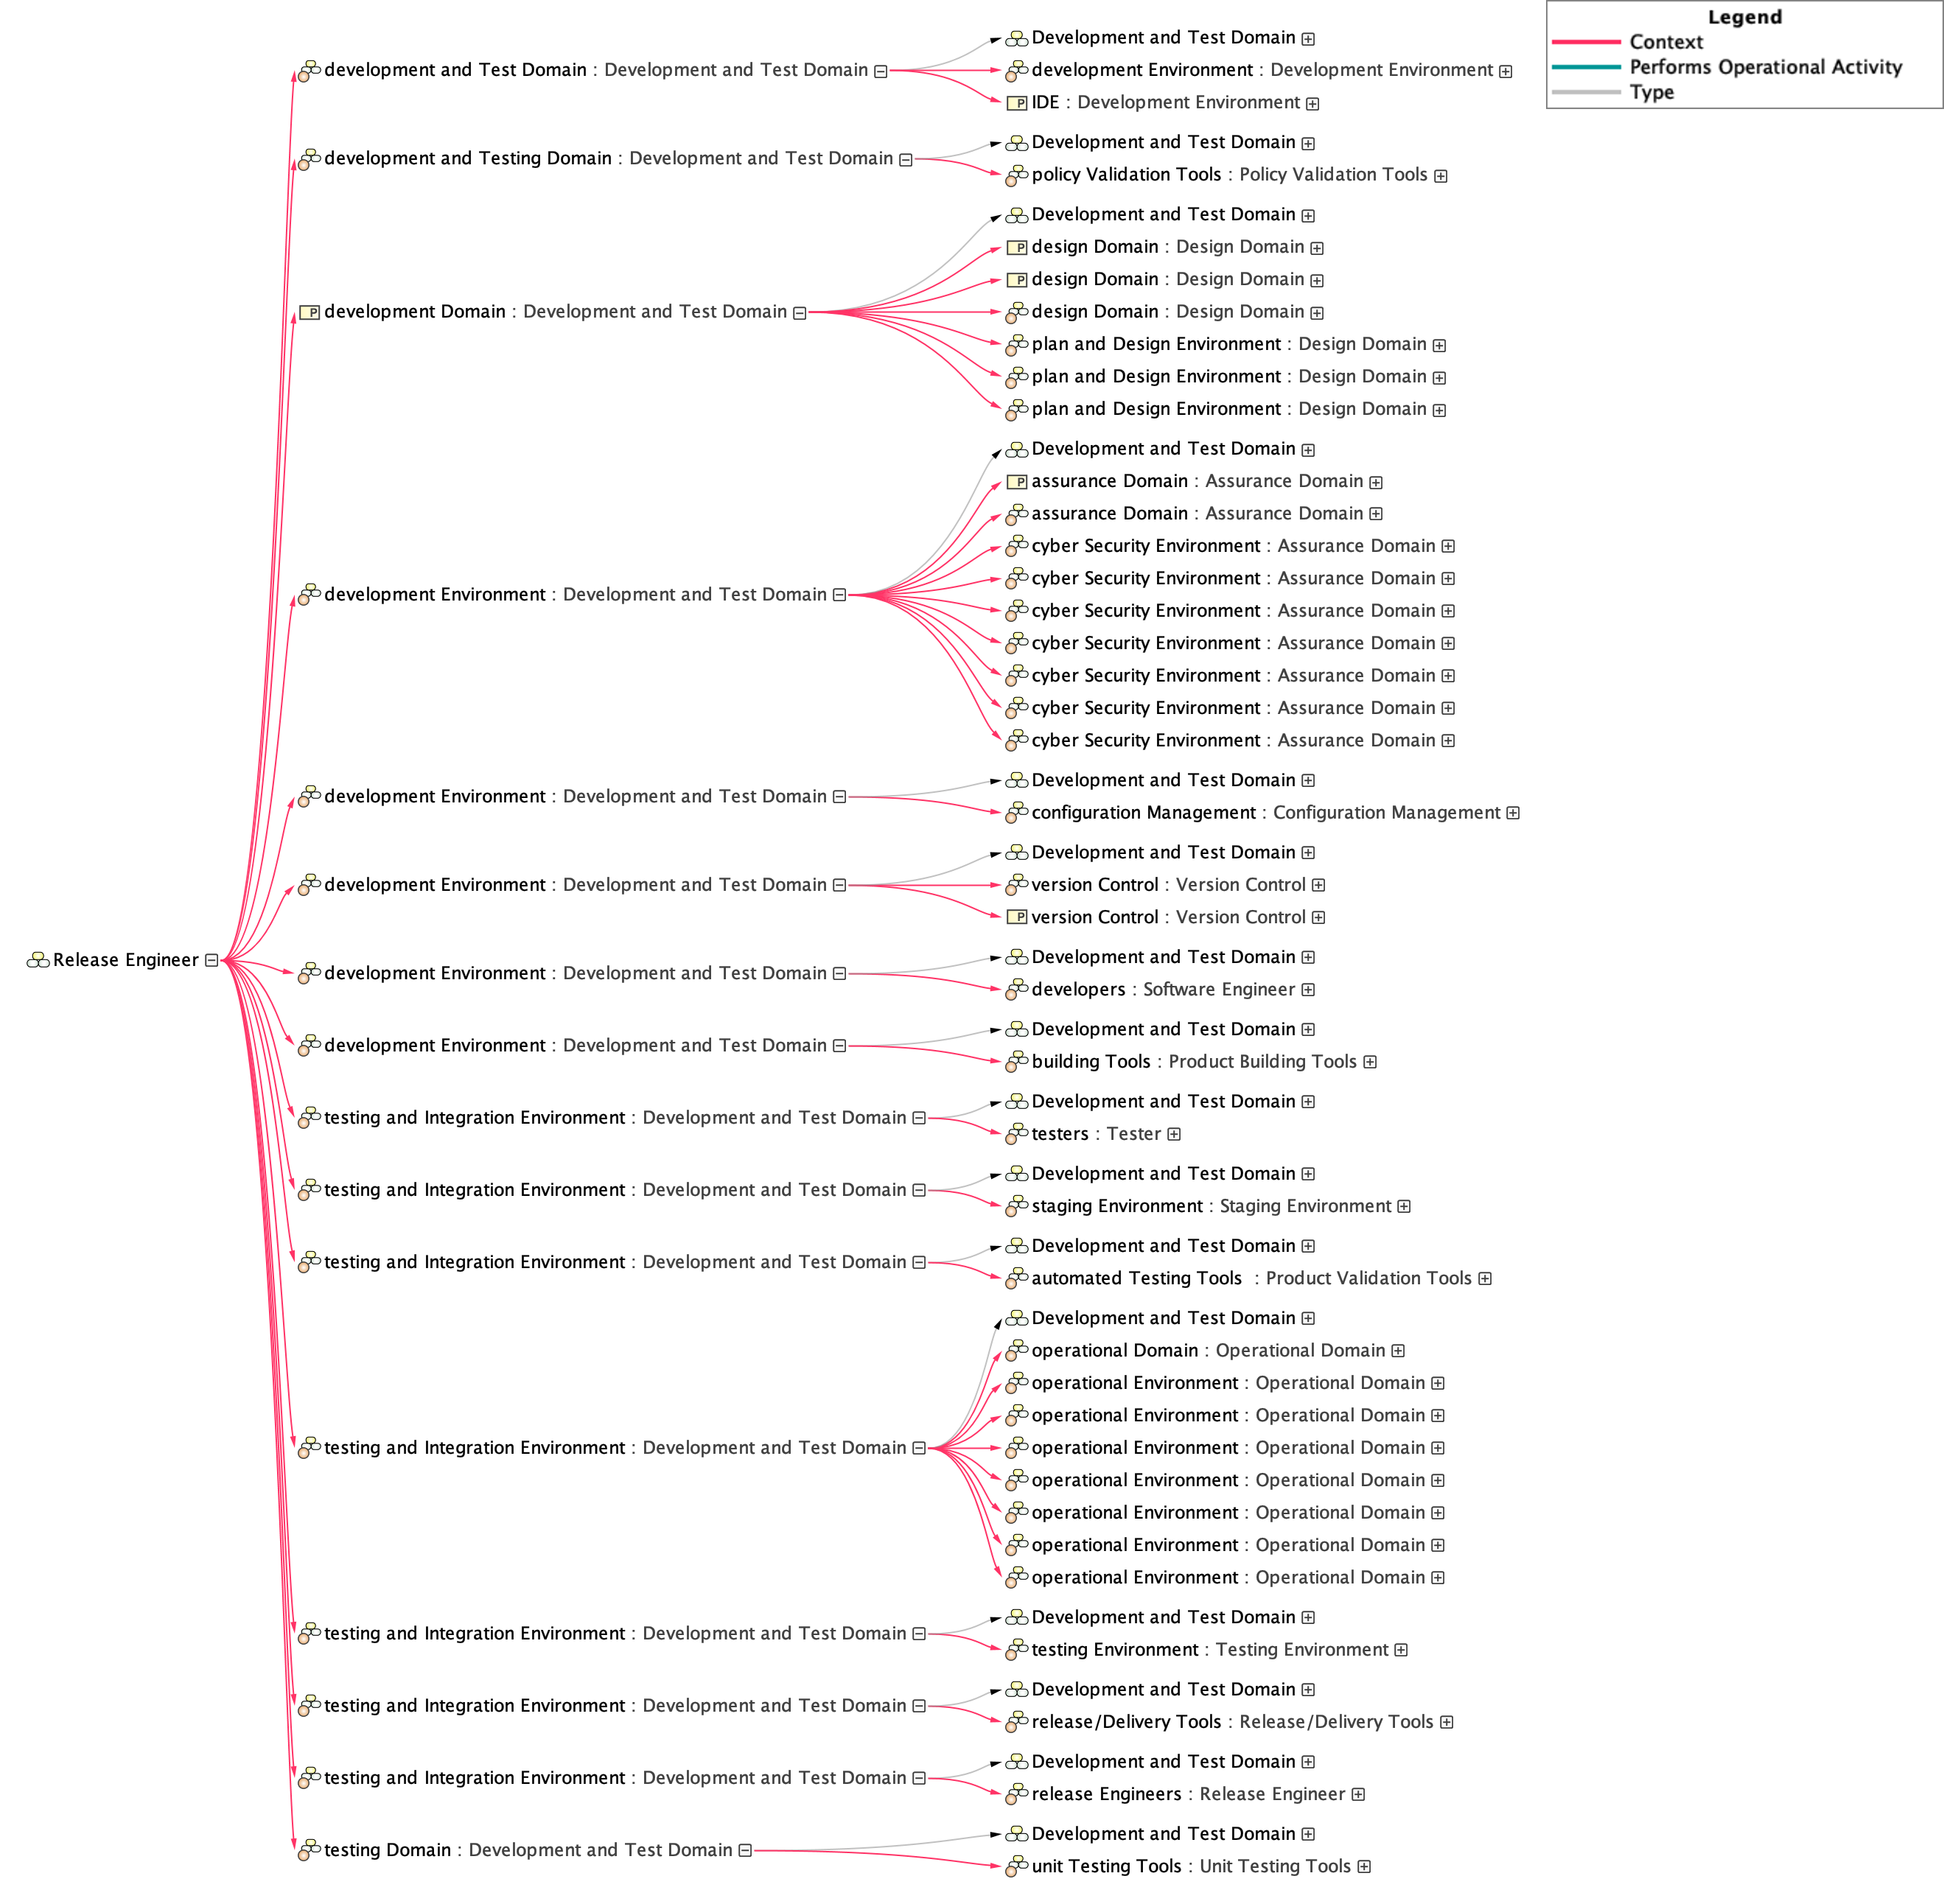 Legend
Context
Performs Operational Activity
Type
Release Engineer
development and Test Domain : Development and Test Domain
Development and Test Domain
development Environment : Development Environment
IDE : Development Environment
development and Testing Domain : Development and Test Domain
Development and Test Domain
policy Validation Tools : Policy Validation Tools
development Domain : Development and Test Domain
Development and Test Domain
P design Domain : Design Domain
P design Domain : Design Domain
design Domain : Design Domain
plan and Design Environment : Design Domain
plan and Design Environment : Design Domain
plan and Design Environment : Design Domain
development Environment : Development and Test Domain
Development and Test Domain
P assurance Domain : Assurance Domain
assurance Domain : Assurance Domain
cyber Security Environment : Assurance Domain
cyber Security Environment : Assurance Domain
cyber Security Environment : Assurance Domain
cyber Security Environment : Assurance Domain
cyber Security Environment : Assurance Domain
cyber Security Environment : Assurance Domain
cyber Security Environment : Assurance Domain
development Environment : Development and Test Domain
Development and Test Domain
configuration Management : Configuration Management
development Environment : Development and Test Domain
Development and Test Domain
version Control : Version Control
P version Control : Version Control
development Environment : Development and Test Domain
Development and Test Domain
developers : Software Engineer
development Environment : Development and Test Domain
Development and Test Domain
building Tools : Product Building Tools
testing and Integration Environment : Development and Test Domain
Development and Test Domain
testers : Tester
testing and Integration Environment : Development and Test Domain
Development and Test Domain
staging Environment : Staging Environment
testing and Integration Environment : Development and Test Domain
Development and Test Domain
automated Testing Tools : Product Validation Tools
testing and Integration Environment : Development and Test Domain
Development and Test Domain
operational Domain : Operational Domain
operational Environment : Operational Domain
operational Environment : Operational Domain
operational Environment : Operational Domain
operational Environment : Operational Domain
operational Environment : Operational Domain
operational Environment : Operational Domain
operational Environment : Operational Domain
testing and Integration Environment : Development and Test Domain
Development and Test Domain
testing Environment : Testing Environment
testing and Integration Environment : Development and Test Domain
Development and Test Domain
release/Delivery Tools : Release/Delivery Tools
testing and Integration Environment : Development and Test Domain
Development and Test Domain
release Engineers : Release Engineer
testing Domain : Development and Test Domain
Development and Test Domain
unit Testing Tools : Unit Testing Tools